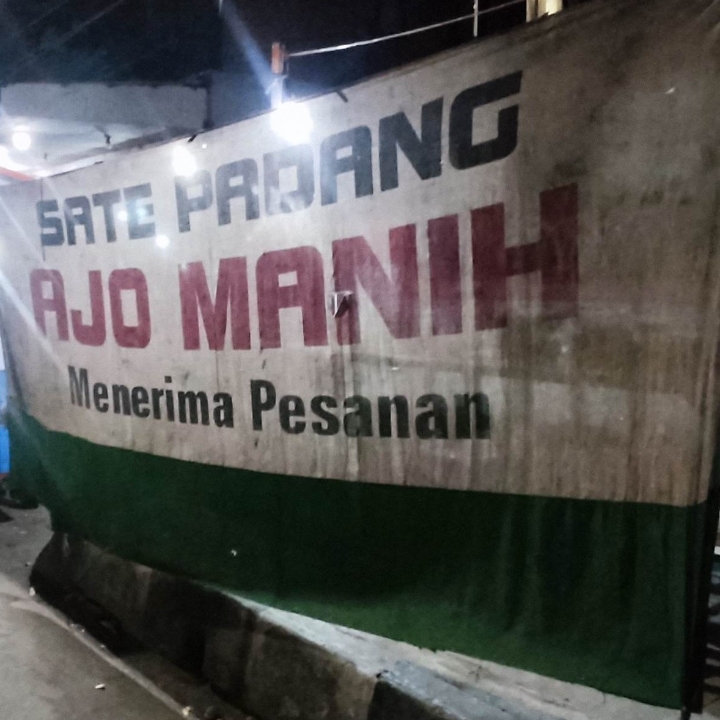 SATE PADANG
AJO MANIH
Menerima Pesanan